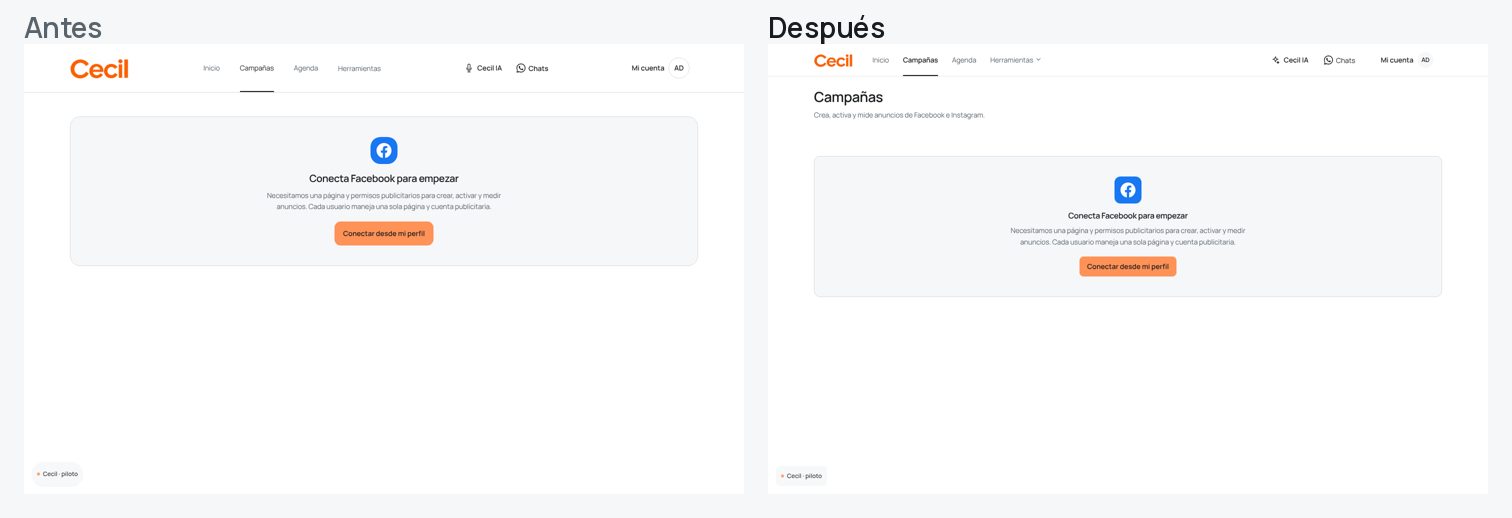 Antes
Cecil
Inicio
Campañas
Agenda
Herramientas
Cecil IA
Chats
Mi cuenta
AD
Conecta Facebook para empezar
Necesitamos una página y permisos publicitarios para crear, activar y medir
anuncios. Cada usuario maneja una sola página y cuenta publicitaria.
Conectar desde mi perfil
Cecil · piloto
Después
Cecil
Inicio
Campañas
Agenda
Herramientas
Cecil IA
Chats
Mi cuenta
AD
Campañas
Crea, activa y mide anuncios de Facebook e Instagram.
Conecta Facebook para empezar
Necesitamos una página y permisos publicitarios para crear, activar y medir
anuncios. Cada usuario maneja una sola página y cuenta publicitaria.
Conectar desde mi perfil
Cecil · piloto